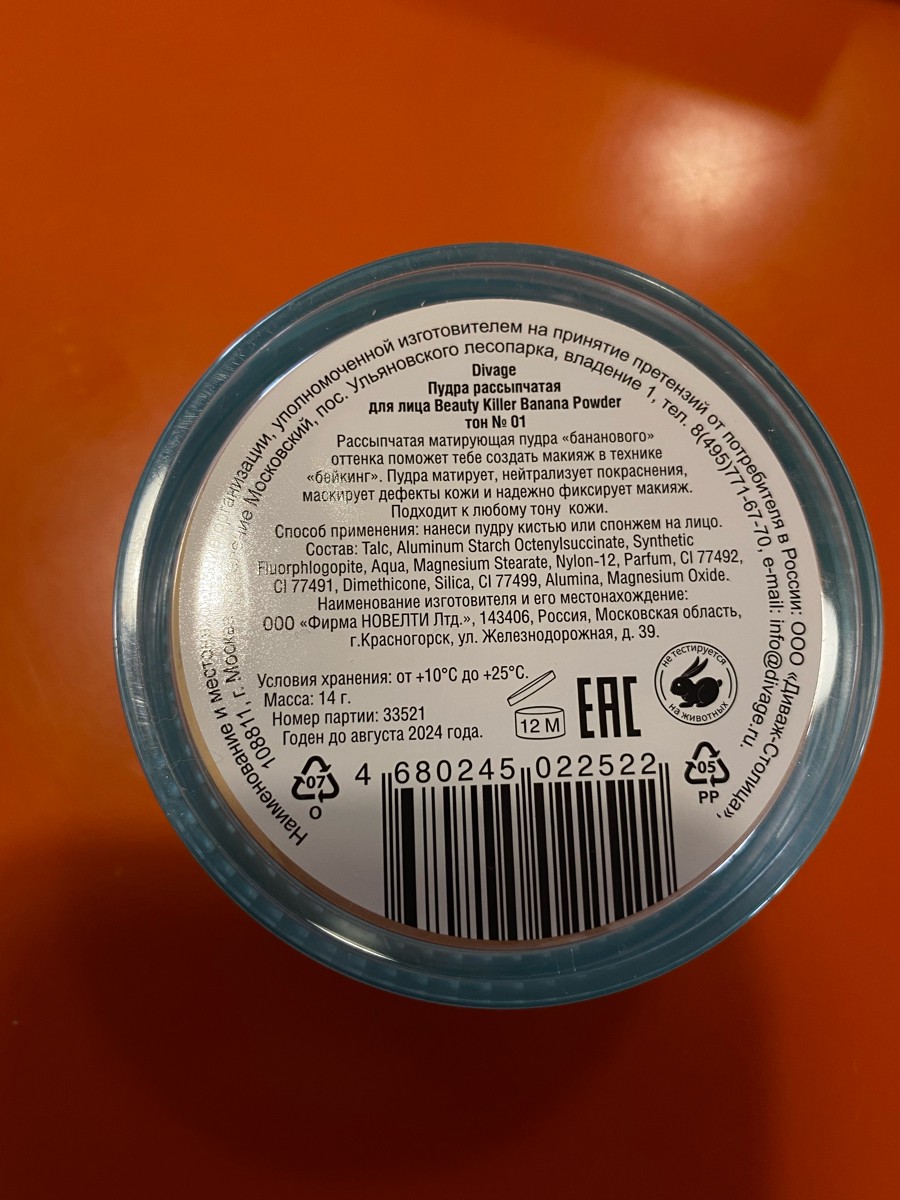 Наименование и организации, уполномоченной изготовителем на принятие претензий от потребителя в России: ООО «Диваж-Столица»,
108811, г. Москва, Московский, пос. Ульяновского лесопарка, владение 1, тел. 8(495)771-67-70, e-mail: info@divage.ru.
Divage
Пудра рассыпчатая
для лица Beauty Killer Banana Powder
тон № 01
Рассыпчатая матирующая пудра «бананового»
оттенка поможет тебе создать макияж в технике
«бейкинг». Пудра матирует, нейтрализует покраснения,
маскирует дефекты кожи и надежно фиксирует макияж.
Подходит к любому тону кожи.
Способ применения: нанеси пудру кистью или спонжем на лицо.
Состав: Talc, Aluminum Starch Octenylsuccinate, Synthetic
Fluorphlogopite, Aqua, Magnesium Stearate, Nylon-12, Parfum, CI 77492,
CI 77491, Dimethicone, Silica, CI 77499, Alumina, Magnesium Oxide.
Наименование изготовителя и его местонахождение:
ООО «Фирма НОВЕЛТИ Лтд.», 143406, Россия, Московская область,
г.Красногорск, ул. Железнодорожная, д. 39.
Условия хранения: от +10°C до +25°C.
Масса: 14 г.
Номер партии: 33521
Годен до августа 2024 года.
12 M
EAC
не тестируется
на животных
07
O
4 680245 022522
05
PP